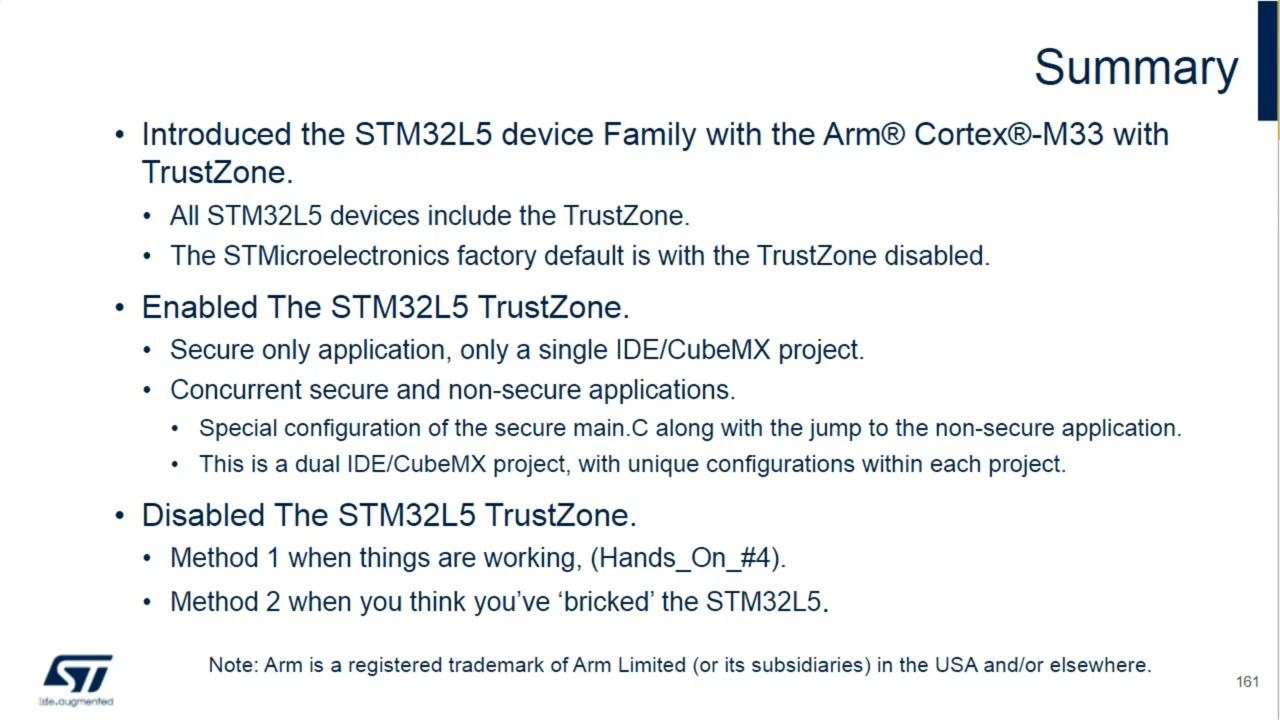 Summary
• Introduced the STM32L5 device Family with the Arm® Cortex®-M33 with
TrustZone.
• All STM32L5 devices include the TrustZone.
• The STMicroelectronics factory default is with the TrustZone disabled.
• Enabled The STM32L5 TrustZone.
• Secure only application, only a single IDE/CubeMX project.
• Concurrent secure and non-secure applications.
• Special configuration of the secure main.C along with the jump to the non-secure application.
• This is a dual IDE/CubeMX project, with unique configurations within each project.
• Disabled The STM32L5 TrustZone.
• Method 1 when things are working, (Hands_On_#4).
• Method 2 when you think you’ve ‘bricked’ the STM32L5.
Note: Arm is a registered trademark of Arm Limited (or its subsidiaries) in the USA and/or elsewhere.
ST
life.augmented
161